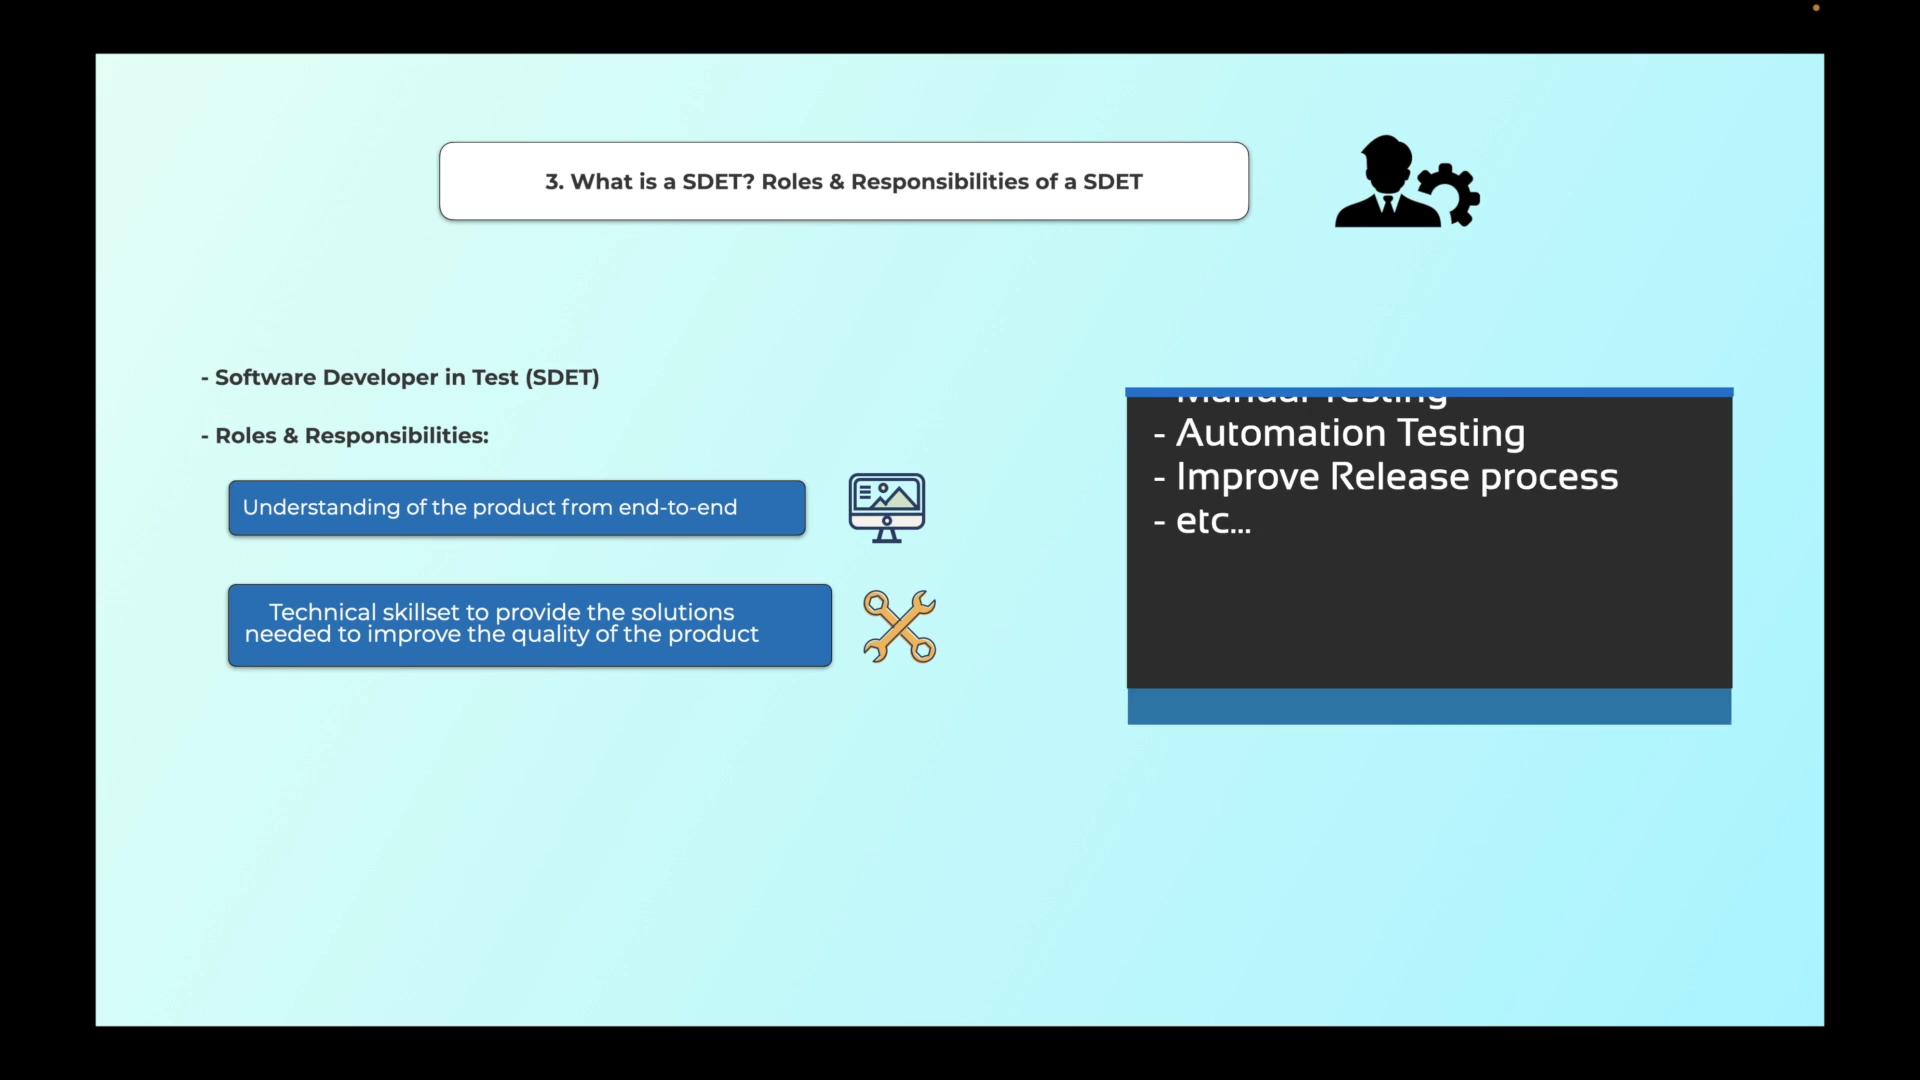 3. What is a SDET? Roles & Responsibilities of a SDET
- Software Developer in Test (SDET)
- Roles & Responsibilities:
Understanding of the product from end-to-end
Technical skillset to provide the solutions
needed to improve the quality of the product
Manual Testing
- Automation Testing
- Improve Release process
- etc...